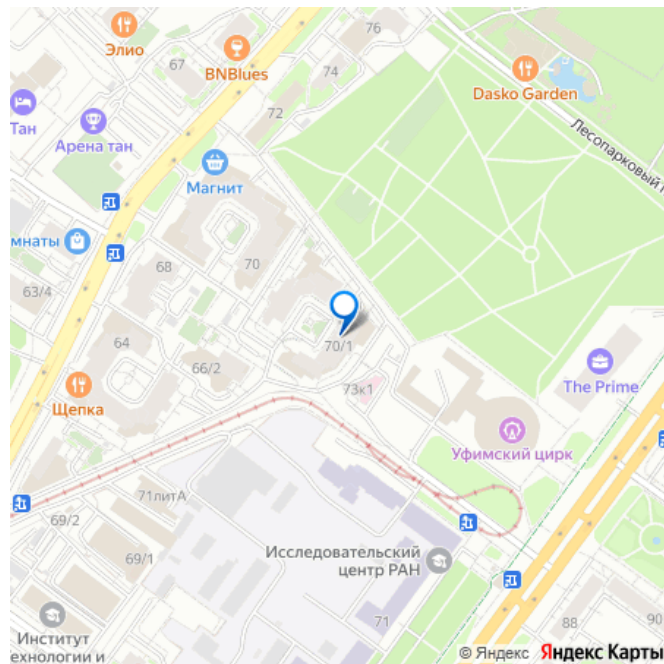 76
Элио
BNBlues
67
74
Dasko Garden
72
Тан
Арена тан
Лесопарковый
Магнит
мнаты
68
70
63/4
64
70/1
66/2
The Prime
73к1
Щепка
Уфимский цирк
71литА
69/2
69/1
Исследовательский
центр РАН
71
88
90
Институт
ехнологии и
© Яндекс Яндекс Карты